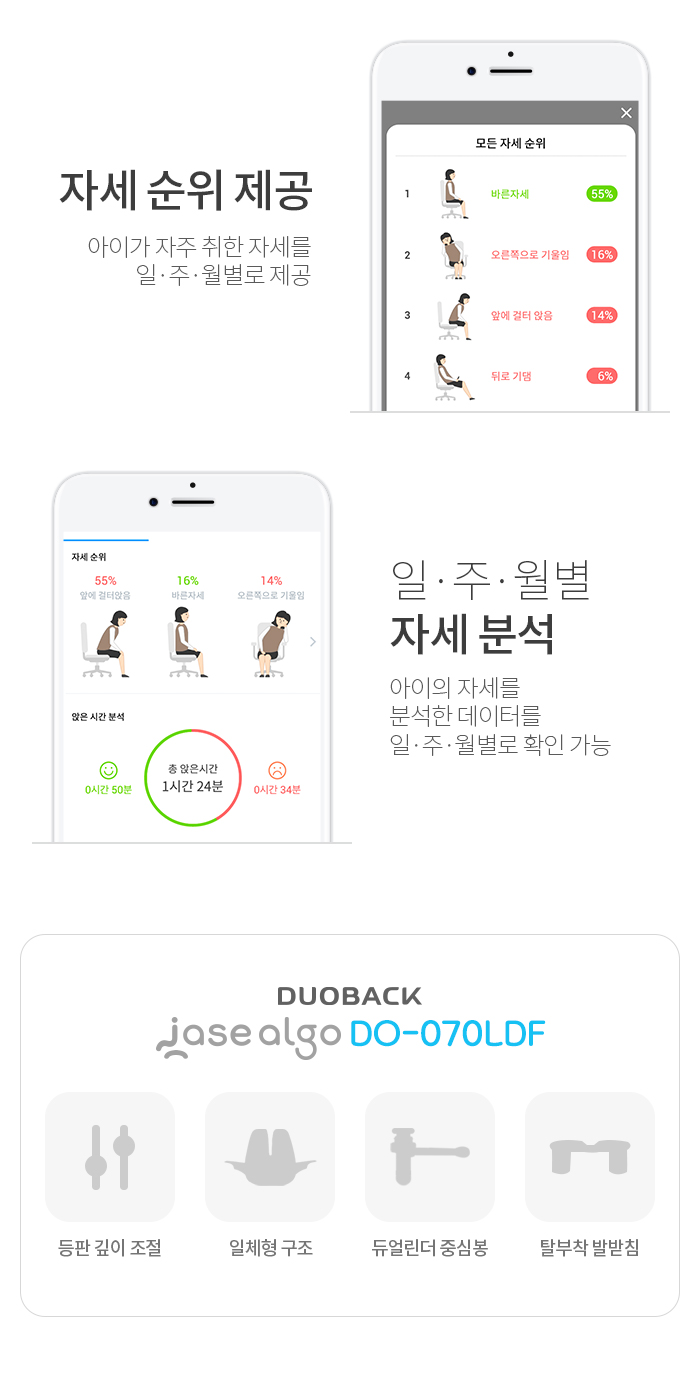 자세 순위 제공
아이가 자주 취한 자세를
일·주·월별로 제공
모든 자세 순위
1 바른자세 55%
2 오른쪽으로 기울임 16%
3 앞에 걸터 앉음 14%
4 뒤로 기댐 6%
자세 순위
55% 16% 14%
앞에 걸터앉음 바른자세 오른쪽으로 기울임
앉은 시간 분석
총 앉은시간
1시간 24분
0시간 50분 0시간 34분
일·주·월별
자세 분석
아이의 자세를
분석한 데이터를
일·주·월별로 확인 가능
DUOBACK
jase algo DO-070LDF
등판 깊이 조절 일체형 구조 듀얼린더 중심봉 탈부착 발받침